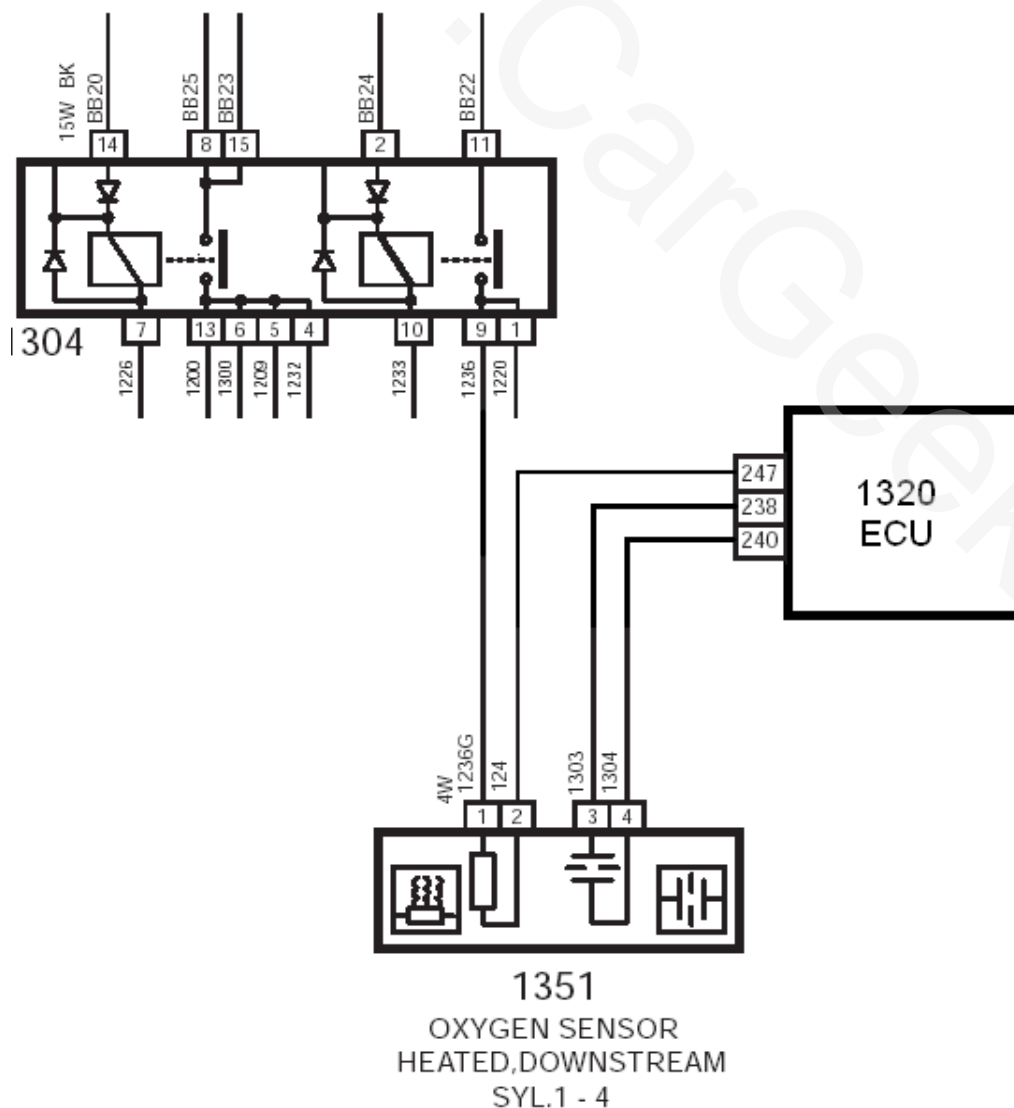 ·CarGeek
15W BK
BB20
BB25
BB23
BB24
BB22
14
8
15
2
11
7
13
6
5
4
10
9
1
1304
1226
1200
1300
1209
1232
1233
1236
1220
247
238
240
1320
ECU
4W
1236G
124
1303
1304
1
2
3
4
1351
OXYGEN SENSOR
HEATED,DOWNSTREAM
SYL.1 - 4